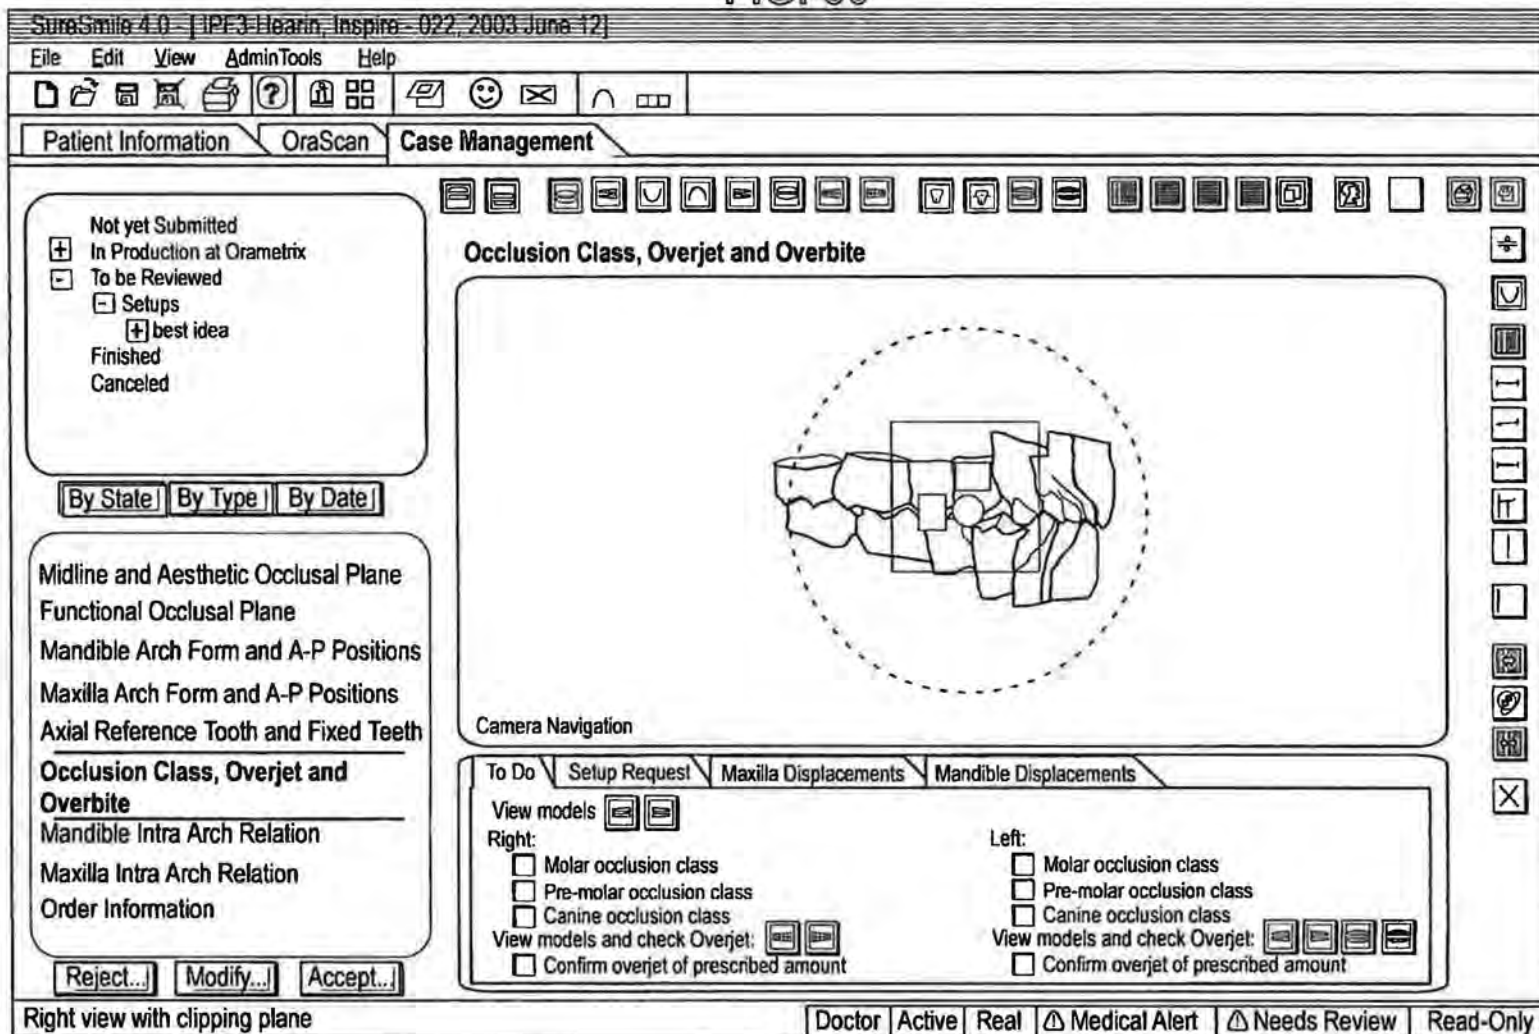 SureSmile 4.0 - [ IPF3-Hearin, Inspire - 022, 2003 June 12]
File Edit View AdminTools Help
Patient Information OraScan Case Management
Not yet Submitted
In Production at Orametrix
To be Reviewed
Setups
best idea
Finished
Canceled
By State By Type By Date
Midline and Aesthetic Occlusal Plane
Functional Occlusal Plane
Mandible Arch Form and A-P Positions
Maxilla Arch Form and A-P Positions
Axial Reference Tooth and Fixed Teeth
Occlusion Class, Overjet and
Overbite
Mandible Intra Arch Relation
Maxilla Intra Arch Relation
Order Information
Reject... Modify... Accept...
Occlusion Class, Overjet and Overbite
Camera Navigation
To Do Setup Request Maxilla Displacements Mandible Displacements
View models
Right:
Molar occlusion class
Pre-molar occlusion class
Canine occlusion class
View models and check Overjet:
Confirm overjet of prescribed amount
Left:
Molar occlusion class
Pre-molar occlusion class
Canine occlusion class
View models and check Overjet:
Confirm overjet of prescribed amount
Right view with clipping plane
Doctor Active Real Medical Alert Needs Review Read-Only